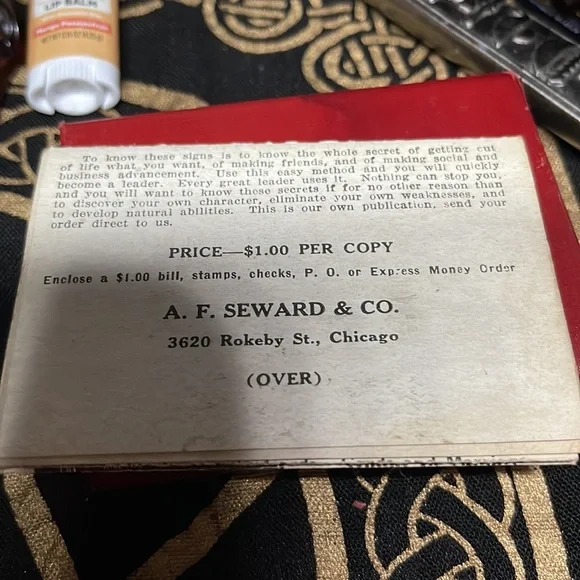 LIP BALM
To know these signs is to know the whole secret of getting out
of life what you want, of making friends, and of making social and
business advancement. Use this easy method and you will quickly
become a leader. Every great leader uses it. Nothing can stop you,
and you will want to know these secrets if for no other reason than
to discover your own character, eliminate your own weaknesses, and
to develop natural abilities. This is our own publication, send your
order direct to us.
PRICE—$1.00 PER COPY
Enclose a $1.00 bill, stamps, checks, P. O. or Express Money Order
A. F. SEWARD & CO.
3620 Rokeby St., Chicago
(OVER)